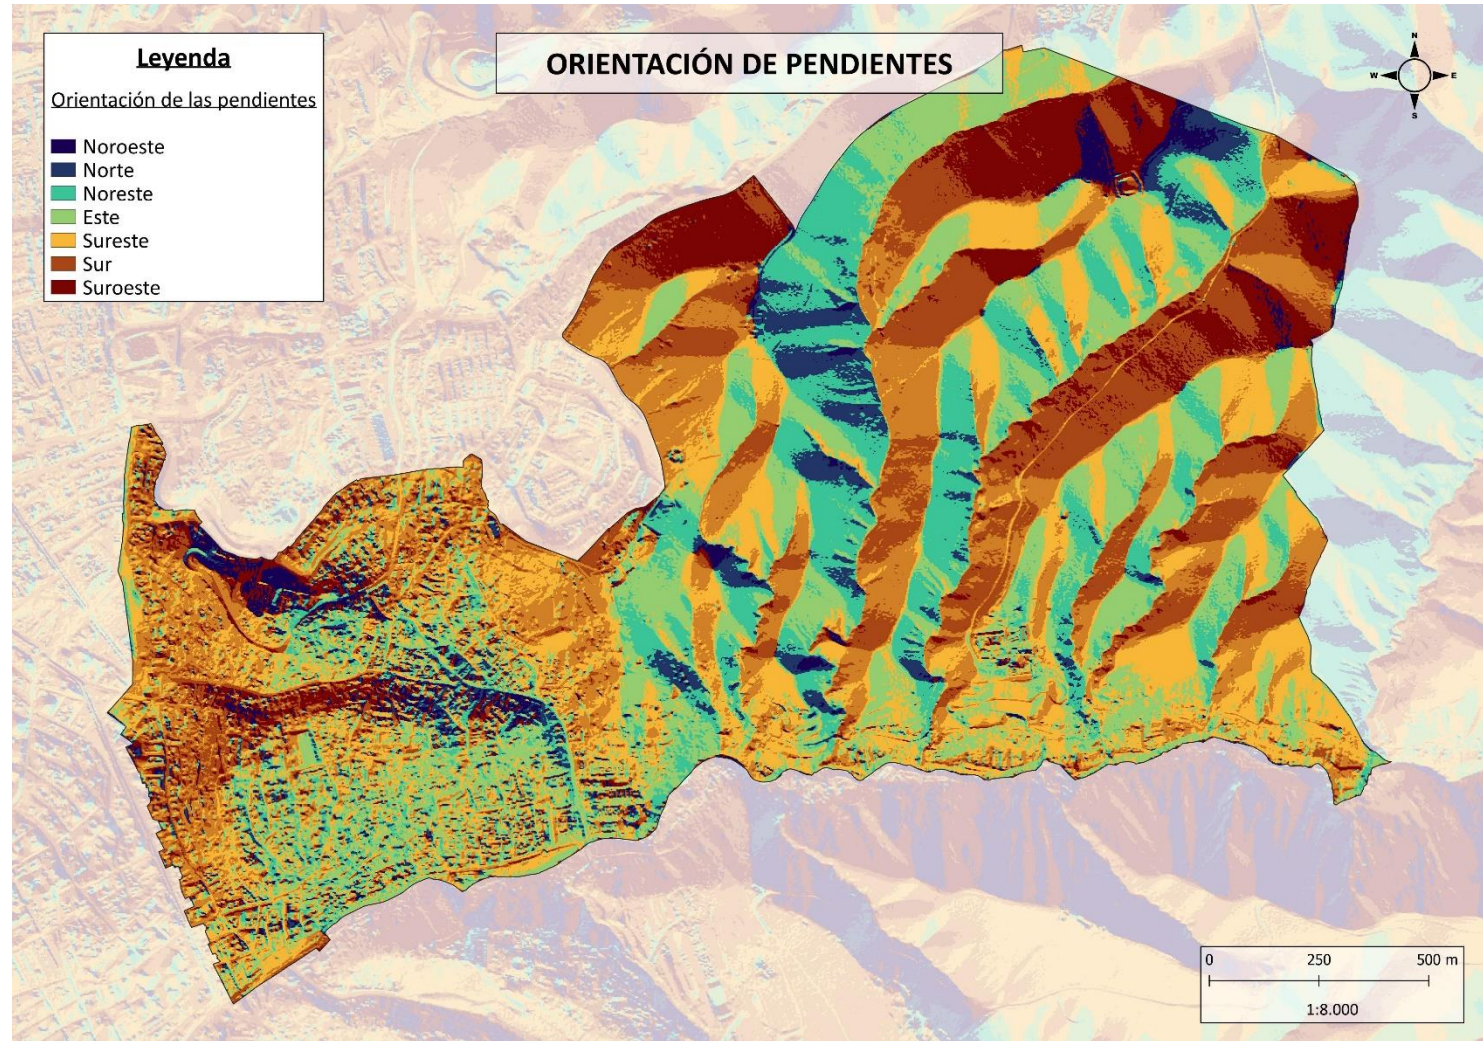 Leyenda
Orientación de las pendientes
Noroeste
Norte
Noreste
Este
Sureste
Sur
Suroeste
ORIENTACIÓN DE PENDIENTES
N
W E
S
0 250 500 m
1:8.000